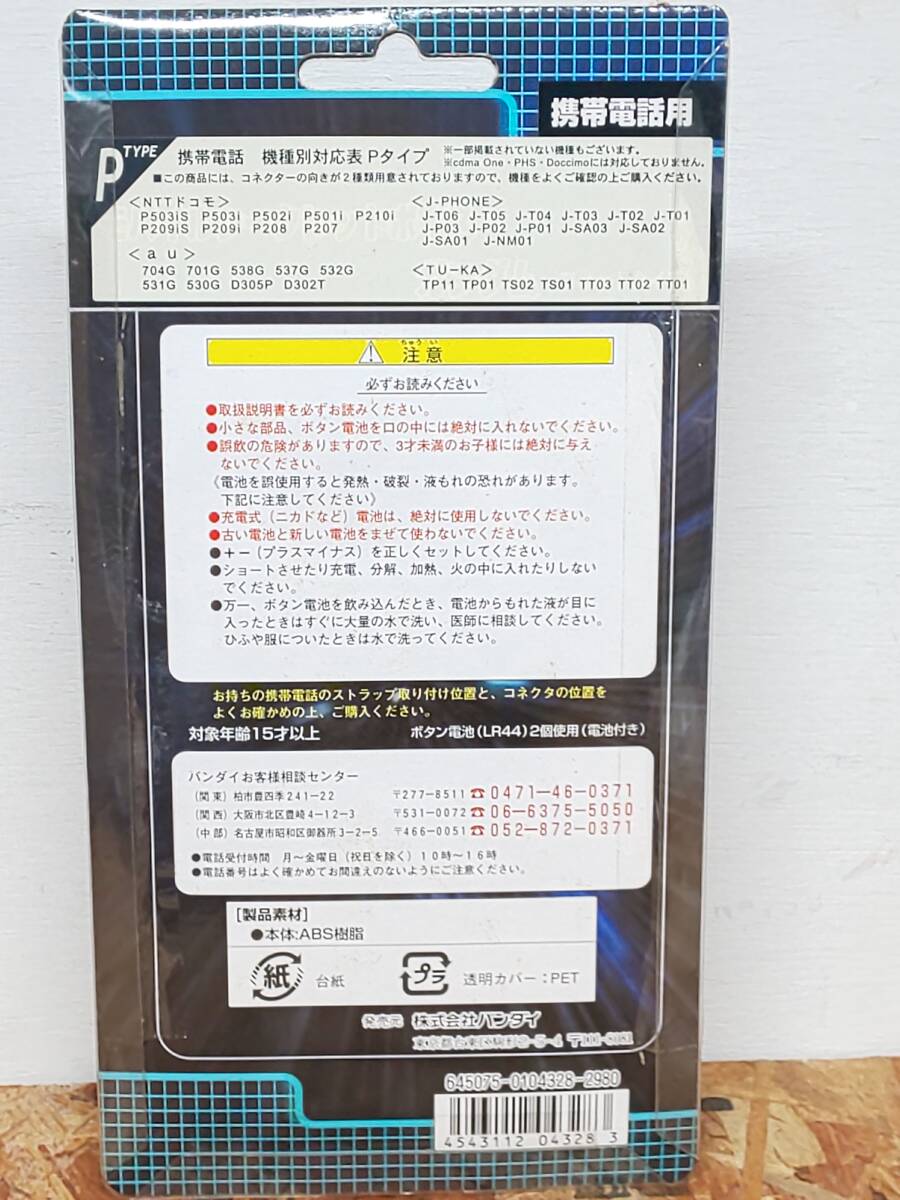 携帯電話用
P TYPE
携帯電話 機種別対応表 Pタイプ
※一部掲載されていない機種もございます。
※cdma One・PHS・Doccimoには対応しておりません。
■この商品には、コネクターの向きが2種類用意されておりますので、機種をよくご確認の上ご購入ください。
＜NTTドコモ＞
P503iS P503i P502i P501i P210i
P209iS P209i P208 P207
＜au＞
704G 701G 538G 537G 532G
531G 530G D305P D302T
＜J-PHONE＞
J-T06 J-T05 J-T04 J-T03 J-T02 J-T01
J-P03 J-P02 J-P01 J-SA03 J-SA02
J-SA01 J-NM01
＜TU-KA＞
TP11 TP01 TS02 TS01 TT03 TT02 TT01
ちゅう い
注意
必ずお読みください
●取扱説明書を必ずお読みください。
●小さな部品、ボタン電池を口の中には絶対に入れないでください。
●誤飲の危険がありますので、3才未満のお子様には絶対に与え
ないでください。
《電池を誤使用すると発熱・破裂・液もれの恐れがあります。
下記に注意してください》
●充電式（ニカドなど）電池は、絶対に使用しないでください。
●古い電池と新しい電池をまぜて使わないでください。
●＋－（プラスマイナス）を正しくセットしてください。
●ショートさせたり充電、分解、加熱、火の中に入れたりしない
でください。
●万一、ボタン電池を飲み込んだとき、電池からもれた液が目に
入ったときはすぐに大量の水で洗い、医師に相談してください。
ひふや服についたときは水で洗ってください。
お持ちの携帯電話のストラップ取り付け位置と、コネクタの位置を
よくお確かめの上、ご購入ください。
対象年齢15才以上
ボタン電池(LR44)2個使用(電池付き)
バンダイお客様相談センター
（関東）柏市豊四季241－22 〒277-8511 ☎0471-46-0371
（関西）大阪市北区豊崎4－12－3 〒531-0072 ☎06-6375-5050
（中部）名古屋市昭和区御器所3－2－5 〒466-0051 ☎052-872-0371
●電話受付時間 月～金曜日（祝日を除く）10時～16時
●電話番号はよく確かめてお間違えのないようにご注意ください。
[製品素材]
●本体:ABS樹脂
紙 台紙
プラ 透明カバー：PET
発売元 株式会社バンダイ
東京都台東区駒形2-5-4 〒111-8081
645075-0104328-2980
4543112 04328 3